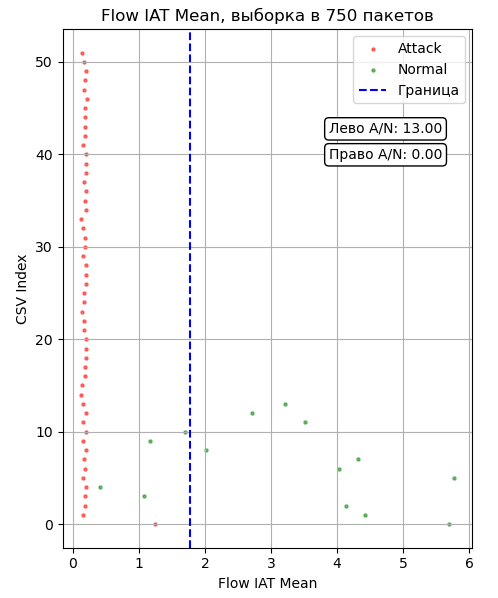 Flow IAT Mean, выборка в 750 пакетов
Attack
Normal
Граница
Лево A/N: 13.00
Право A/N: 0.00
CSV Index
50
40
30
20
10
0
0 1 2 3 4 5 6
Flow IAT Mean